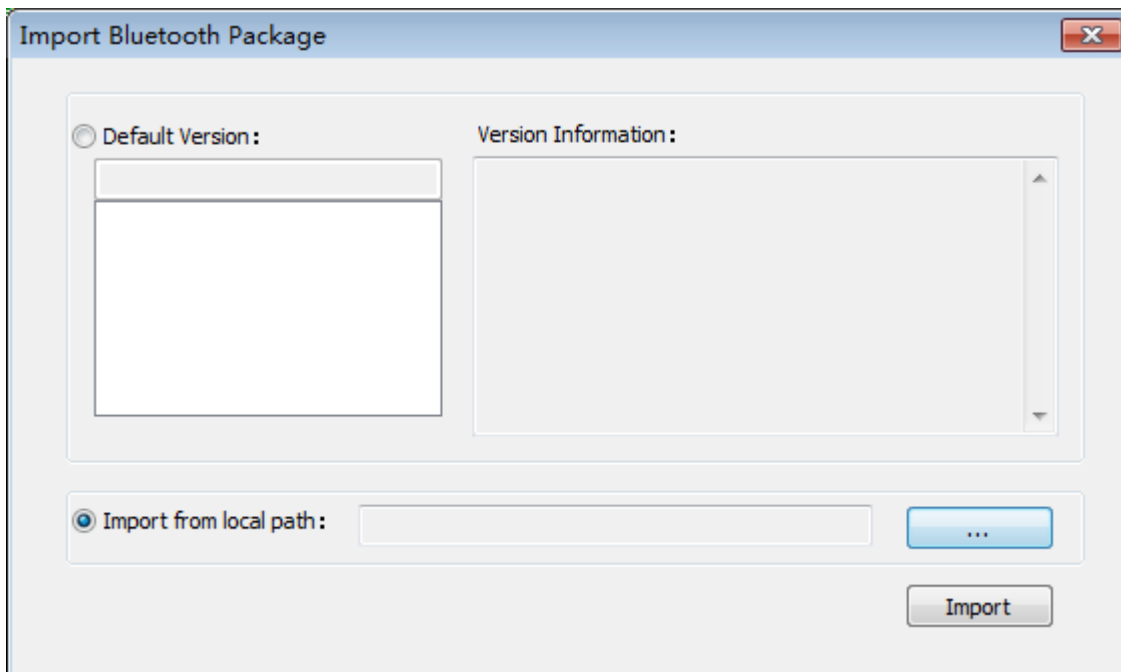 Import Bluetooth Package
Default Version:
Version Information:
Import from local path:
...
Import